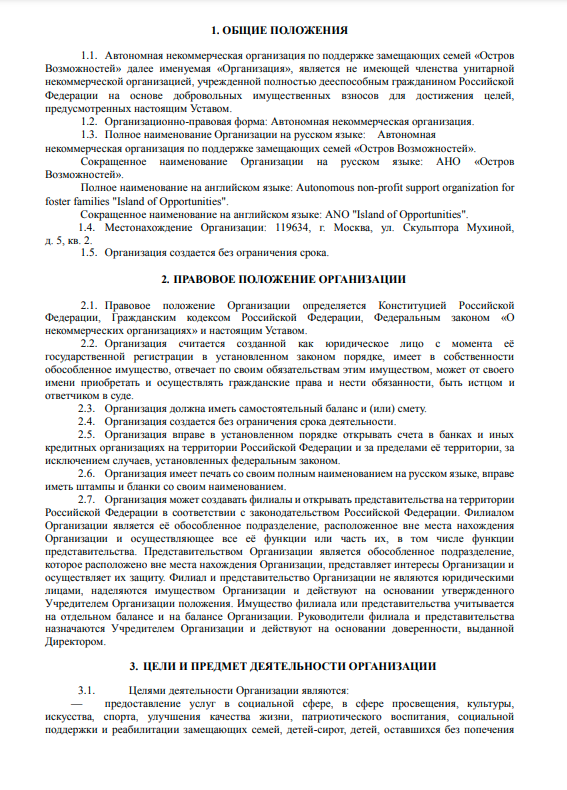 1. ОБЩИЕ ПОЛОЖЕНИЯ
1.1. Автономная некоммерческая организация по поддержке замещающих семей «Остров
Возможностей» далее именуемая «Организация», является не имеющей членства унитарной
некоммерческой организацией, учрежденной полностью дееспособным гражданином Российской
Федерации на основе добровольных имущественных взносов для достижения целей,
предусмотренных настоящим Уставом.
1.2. Организационно-правовая форма: Автономная некоммерческая организация.
1.3. Полное наименование Организации на русском языке: Автономная
некоммерческая организация по поддержке замещающих семей «Остров Возможностей».
Сокращенное наименование Организации на русском языке: АНО «Остров
Возможностей».
Полное наименование на английском языке: Autonomous non-profit support organization for
foster families "Island of Opportunities".
Сокращенное наименование на английском языке: ANO "Island of Opportunities".
1.4. Местонахождение Организации: 119634, г. Москва, ул. Скульптора Мухиной,
д. 5, кв. 2.
1.5. Организация создается без ограничения срока.
2. ПРАВОВОЕ ПОЛОЖЕНИЕ ОРГАНИЗАЦИИ
2.1. Правовое положение Организации определяется Конституцией Российской
Федерации, Гражданским кодексом Российской Федерации, Федеральным законом «О
некоммерческих организациях» и настоящим Уставом.
2.2. Организация считается созданной как юридическое лицо с момента её
государственной регистрации в установленном законом порядке, имеет в собственности
обособленное имущество, отвечает по своим обязательствам этим имуществом, может от своего
имени приобретать и осуществлять гражданские права и нести обязанности, быть истцом и
ответчиком в суде.
2.3. Организация должна иметь самостоятельный баланс и (или) смету.
2.4. Организация создается без ограничения срока деятельности.
2.5. Организация вправе в установленном порядке открывать счета в банках и иных
кредитных организациях на территории Российской Федерации и за пределами её территории, за
исключением случаев, установленных федеральным законом.
2.6. Организация имеет печать со своим полным наименованием на русском языке, вправе
иметь штампы и бланки со своим наименованием.
2.7. Организация может создавать филиалы и открывать представительства на территории
Российской Федерации в соответствии с законодательством Российской Федерации. Филиалом
Организации является её обособленное подразделение, расположенное вне места нахождения
Организации и осуществляющее все её функции или часть их, в том числе функции
представительства. Представительством Организации является обособленное подразделение,
которое расположено вне места нахождения Организации, представляет интересы Организации и
осуществляет их защиту. Филиал и представительство Организации не являются юридическими
лицами, наделяются имуществом Организации и действуют на основании утвержденного
Учредителем Организации положения. Имущество филиала или представительства учитывается
на отдельном балансе и на балансе Организации. Руководители филиала и представительства
назначаются Учредителем Организации и действуют на основании доверенности, выданной
Директором.
3. ЦЕЛИ И ПРЕДМЕТ ДЕЯТЕЛЬНОСТИ ОРГАНИЗАЦИИ
3.1. Целями деятельности Организации являются:
— предоставление услуг в социальной сфере, в сфере просвещения, культуры,
искусства, спорта, улучшения качества жизни, патриотического воспитания, социальной
поддержки и реабилитации замещающих семей, детей-сирот, детей, оставшихся без попечения